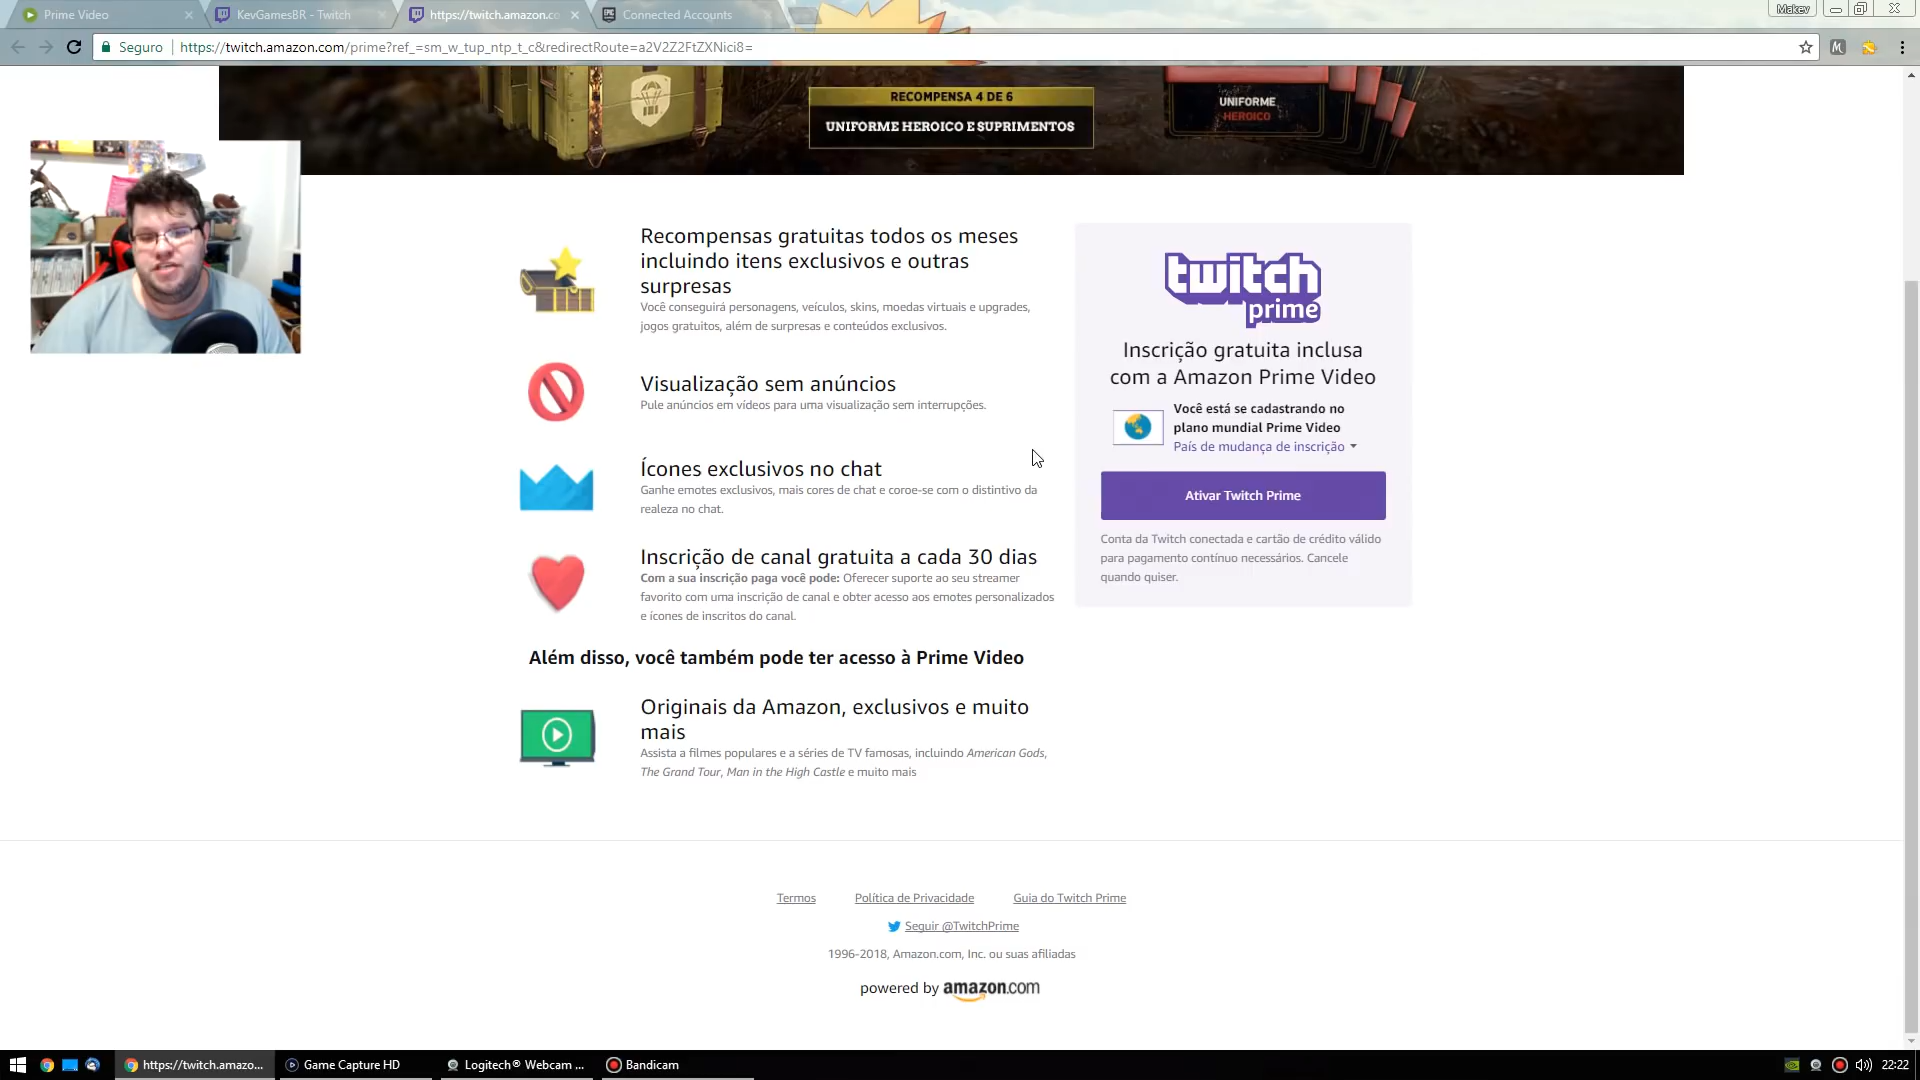 Prime Video
KevGamesBR - Twitch
https://twitch.amazon.co
Connected Accounts
Makev
Seguro
https://twitch.amazon.com/prime?ref_=sm_w_tup_ntp_t_c&redirectRoute=a2V2Z2FtZXNici8=
RECOMPENSA 4 DE 6
UNIFORME HEROICO E SUPRIMENTOS
UNIFORME
HEROICO
Recompensas gratuitas todos os meses
incluindo itens exclusivos e outras
surpresas
Você conseguirá personagens, veículos, skins, moedas virtuais e upgrades,
jogos gratuitos, além de surpresas e conteúdos exclusivos.
Visualização sem anúncios
Pule anúncios em vídeos para uma visualização sem interrupções.
Ícones exclusivos no chat
Ganhe emotes exclusivos, mais cores de chat e coroe-se com o distintivo da
realeza no chat.
Inscrição de canal gratuita a cada 30 dias
Com a sua inscrição paga você pode: Oferecer suporte ao seu streamer
favorito com uma inscrição de canal e obter acesso aos emotes personalizados
e ícones de inscritos do canal.
Além disso, você também pode ter acesso à Prime Video
Originais da Amazon, exclusivos e muito
mais
Assista a filmes populares e a séries de TV famosas, incluindo American Gods,
The Grand Tour, Man in the High Castle e muito mais
twitch
prime
Inscrição gratuita inclusa
com a Amazon Prime Video
Você está se cadastrando no
plano mundial Prime Video
País de mudança de inscrição
Ativar Twitch Prime
Conta da Twitch conectada e cartão de crédito válido
para pagamento contínuo necessários. Cancele
quando quiser.
Termos
Política de Privacidade
Guia do Twitch Prime
Seguir @TwitchPrime
1996-2018, Amazon.com, Inc. ou suas afiliadas
powered by amazon.com
https://twitch.amazo...
Game Capture HD
Logitech® Webcam ...
Bandicam
22:22